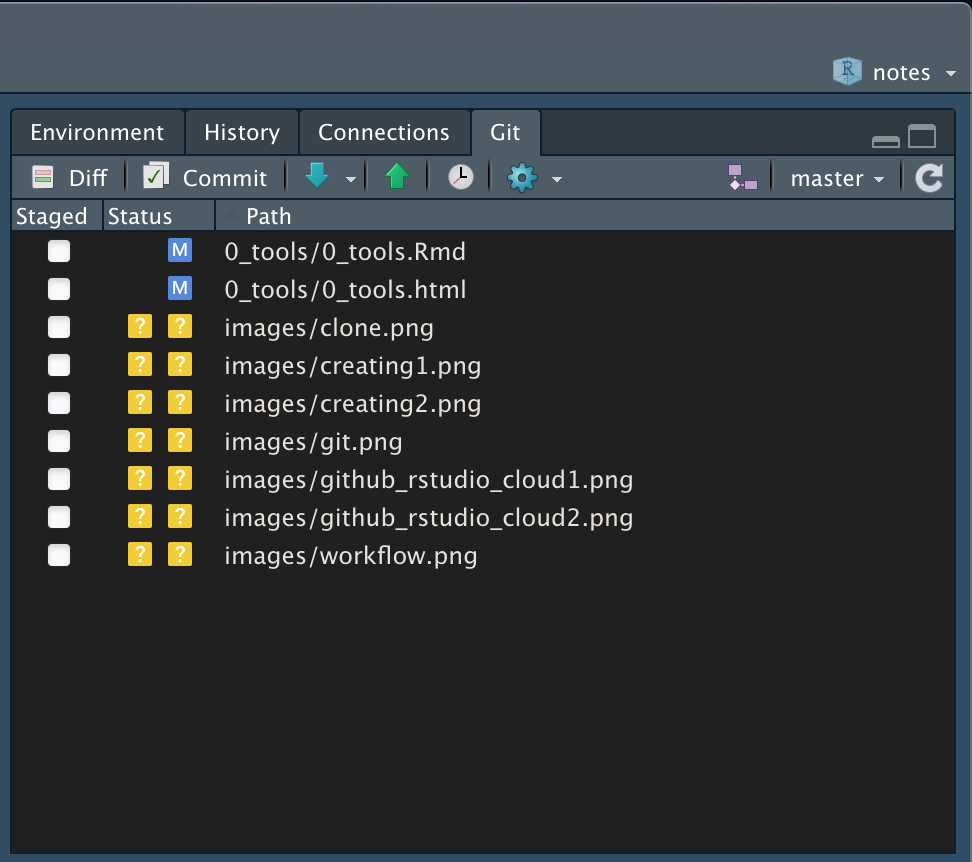 R notes
Environment History Connections Git
Diff Commit master
Staged Status Path
M 0_tools/0_tools.Rmd
M 0_tools/0_tools.html
? ? images/clone.png
? ? images/creating1.png
? ? images/creating2.png
? ? images/git.png
? ? images/github_rstudio_cloud1.png
? ? images/github_rstudio_cloud2.png
? ? images/workflow.png